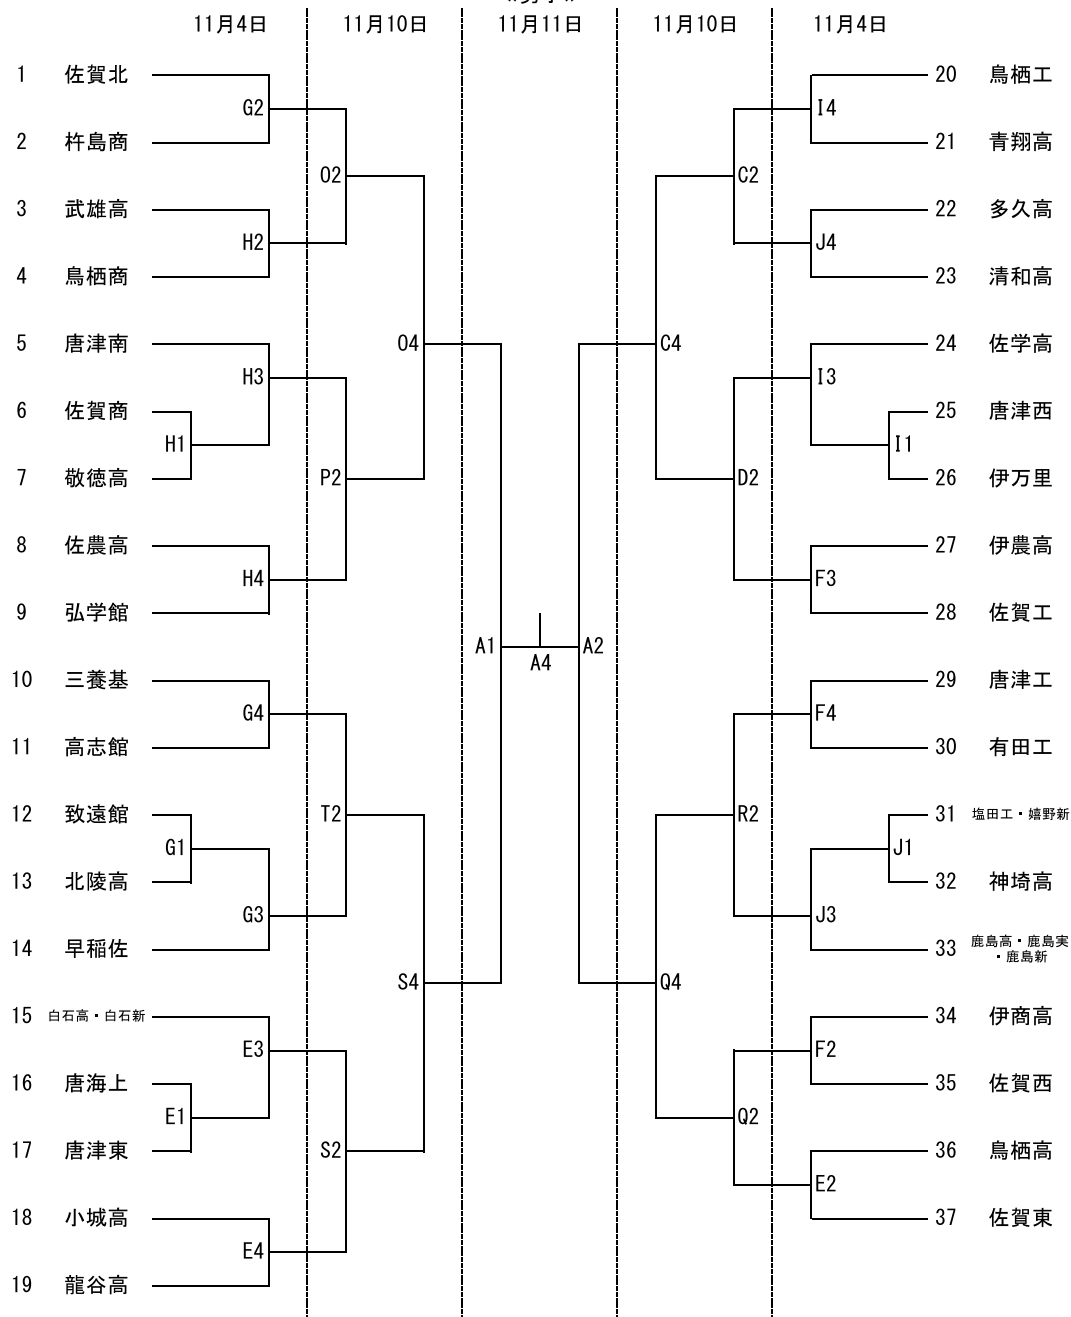 11月4日 11月10日 11月11日 11月10日 11月4日
1 佐賀北
G2
2 杵島商
O2
3 武雄高
H2
4 鳥栖商
O4
5 唐津南
H3
6 佐賀商
H1
7 敬徳高
P2
8 佐農高
H4
9 弘学館
A1
10 三養基
G4
11 高志館
12 致遠館
T2
G1
13 北陵高
G3
14 早稲佐
S4
15 白石高・白石新
E3
16 唐海上
E1
17 唐津東
S2
18 小城高
E4
19 龍谷高
A4
20 鳥栖工
I4
21 青翔高
C2
22 多久高
J4
23 清和高
C4
24 佐学高
I3
25 唐津西
I1
26 伊万里
D2
27 伊農高
F3
28 佐賀工
A2
29 唐津工
F4
30 有田工
31 塩田工・嬉野新
R2
J1
32 神埼高
J3
33 鹿島高・鹿島実
・鹿島新
Q4
34 伊商高
F2
35 佐賀西
Q2
36 鳥栖高
E2
37 佐賀東